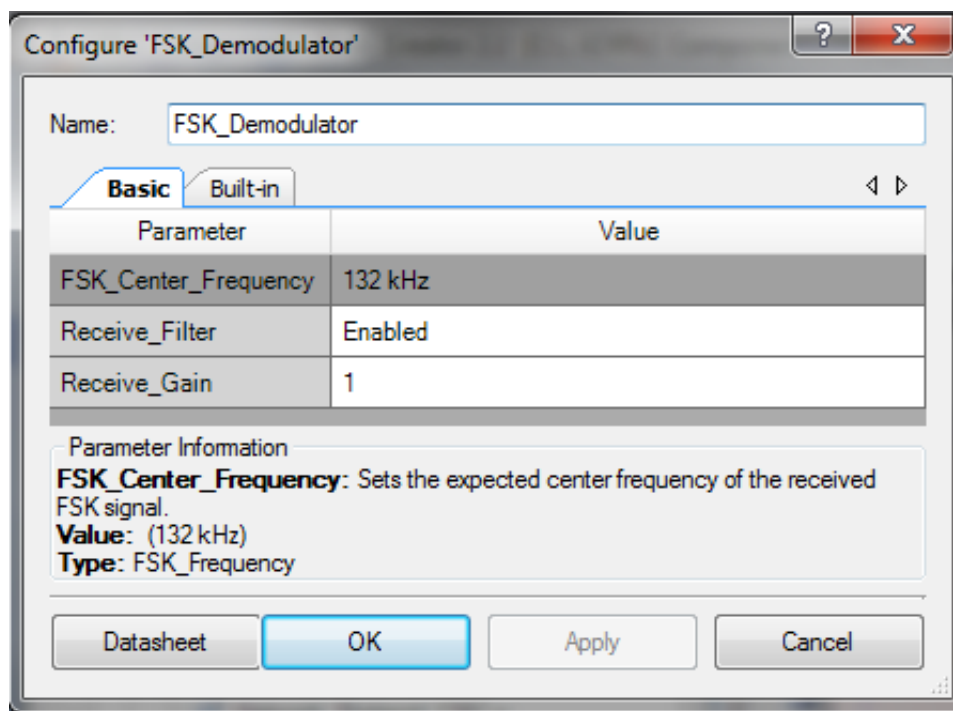 Configure 'FSK_Demodulator'
?
Name: FSK_Demodulator
Basic Built-in
Parameter Value
FSK_Center_Frequency 132 kHz
Receive_Filter Enabled
Receive_Gain 1
Parameter Information
FSK_Center_Frequency: Sets the expected center frequency of the received
FSK signal.
Value: (132 kHz)
Type: FSK_Frequency
Datasheet OK Apply Cancel